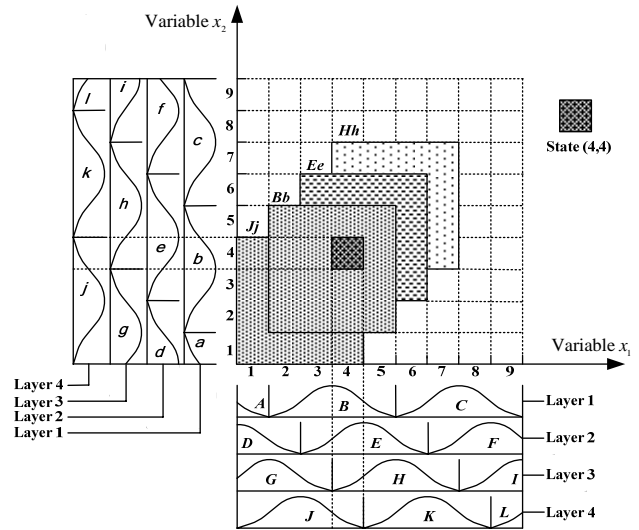 Variable x₂
9
8
7
6
5
4
3
2
1
l
i
f
c
k
h
e
b
j
g
d
a
Hh
Ee
Bb
Jj
State (4,4)
Variable x₁
1 2 3 4 5 6 7 8 9
Layer 4
Layer 3
Layer 2
Layer 1
A B C Layer 1
D E F Layer 2
G H I Layer 3
J K L Layer 4